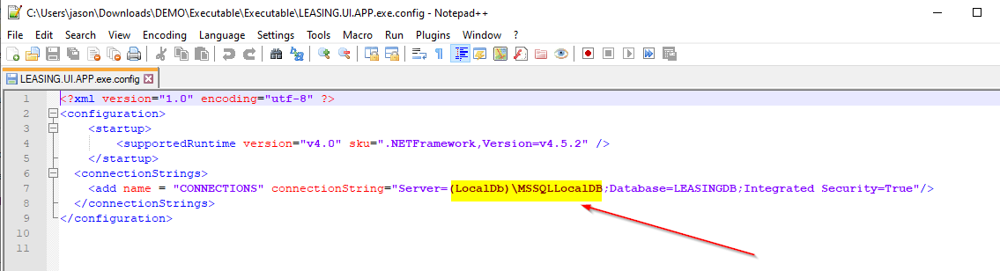 C:\Users\jason\Downloads\DEMO\Executable\Executable\LEASING.UI.APP.exe.config - Notepad++
File Edit Search View Encoding Language Settings Tools Macro Run Plugins Window ?
LEASING.UI.APP.exe.config
1 <?xml version="1.0" encoding="utf-8" ?>
2 <configuration>
3 <startup>
4 <supportedRuntime version="v4.0" sku=".NETFramework,Version=v4.5.2" />
5 </startup>
6 <connectionStrings>
7 <add name = "CONNECTIONS" connectionString="Server=(LocalDb)\MSSQLLocalDB;Database=LEASINGDB;Integrated Security=True"/>
8 </connectionStrings>
9 </configuration>
10
11